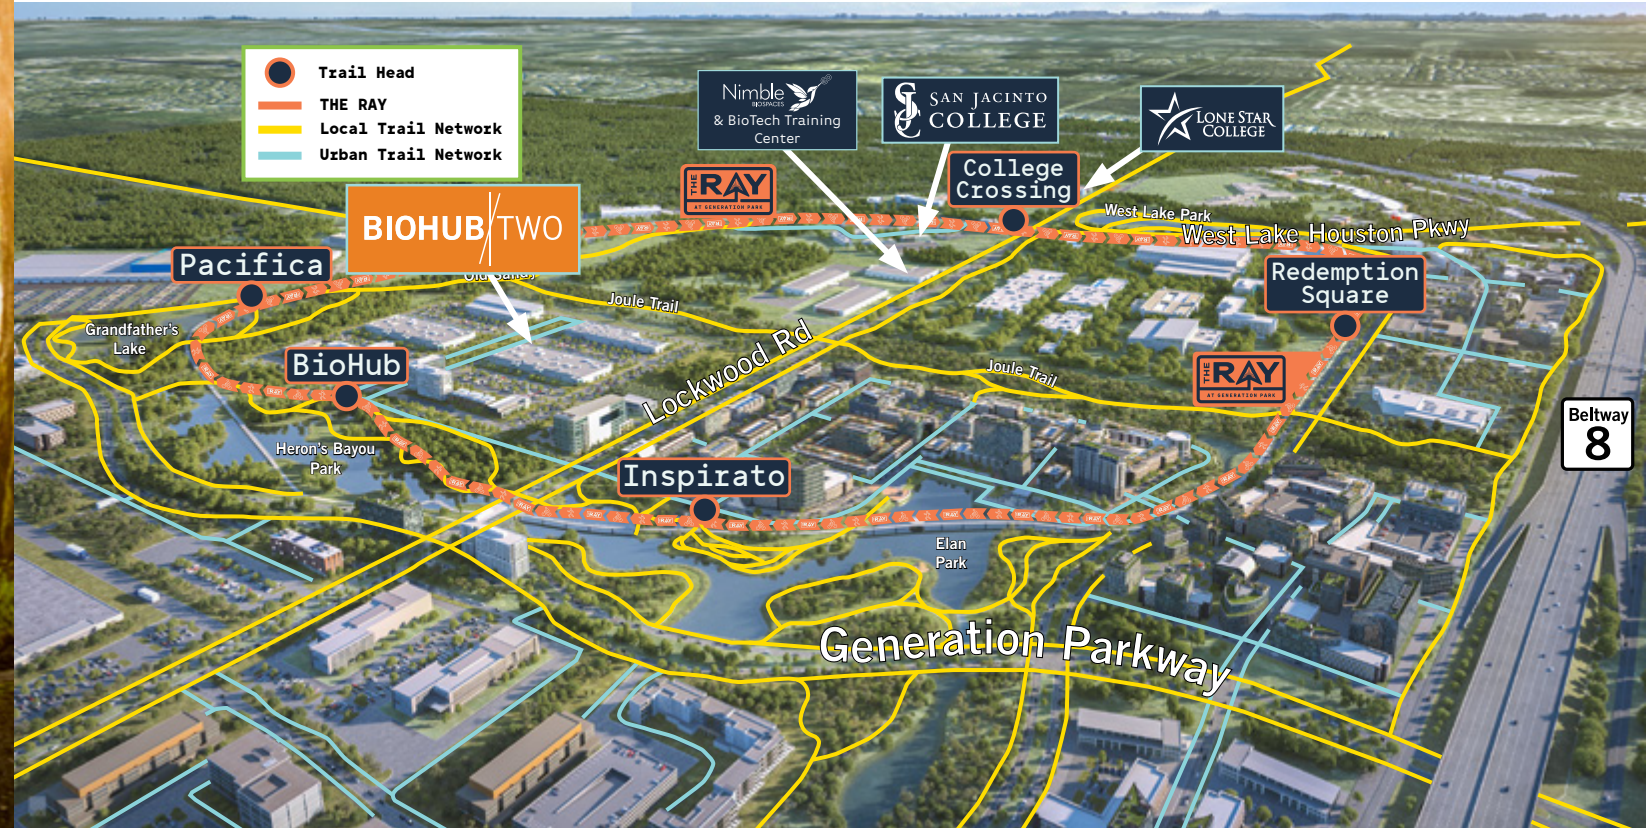 Trail Head
THE RAY
Local Trail Network
Urban Trail Network
Nimble
BIOSPACES
& BioTech Training
Center
SJC
SAN JACINTO
COLLEGE
LONE STAR
COLLEGE
THE RAY
AT GENERATION PARK
College
Crossing
BIOHUB TWO
West Lake Park
West Lake Houston Pkwy
Pacifica
Redemption
Square
Joule Trail
Grandfather's
Lake
BioHub
Lockwood Rd
Joule Trail
THE RAY
AT GENERATION PARK
Beltway
8
Heron's Bayou
Park
Inspirato
Elan
Park
Generation Parkway